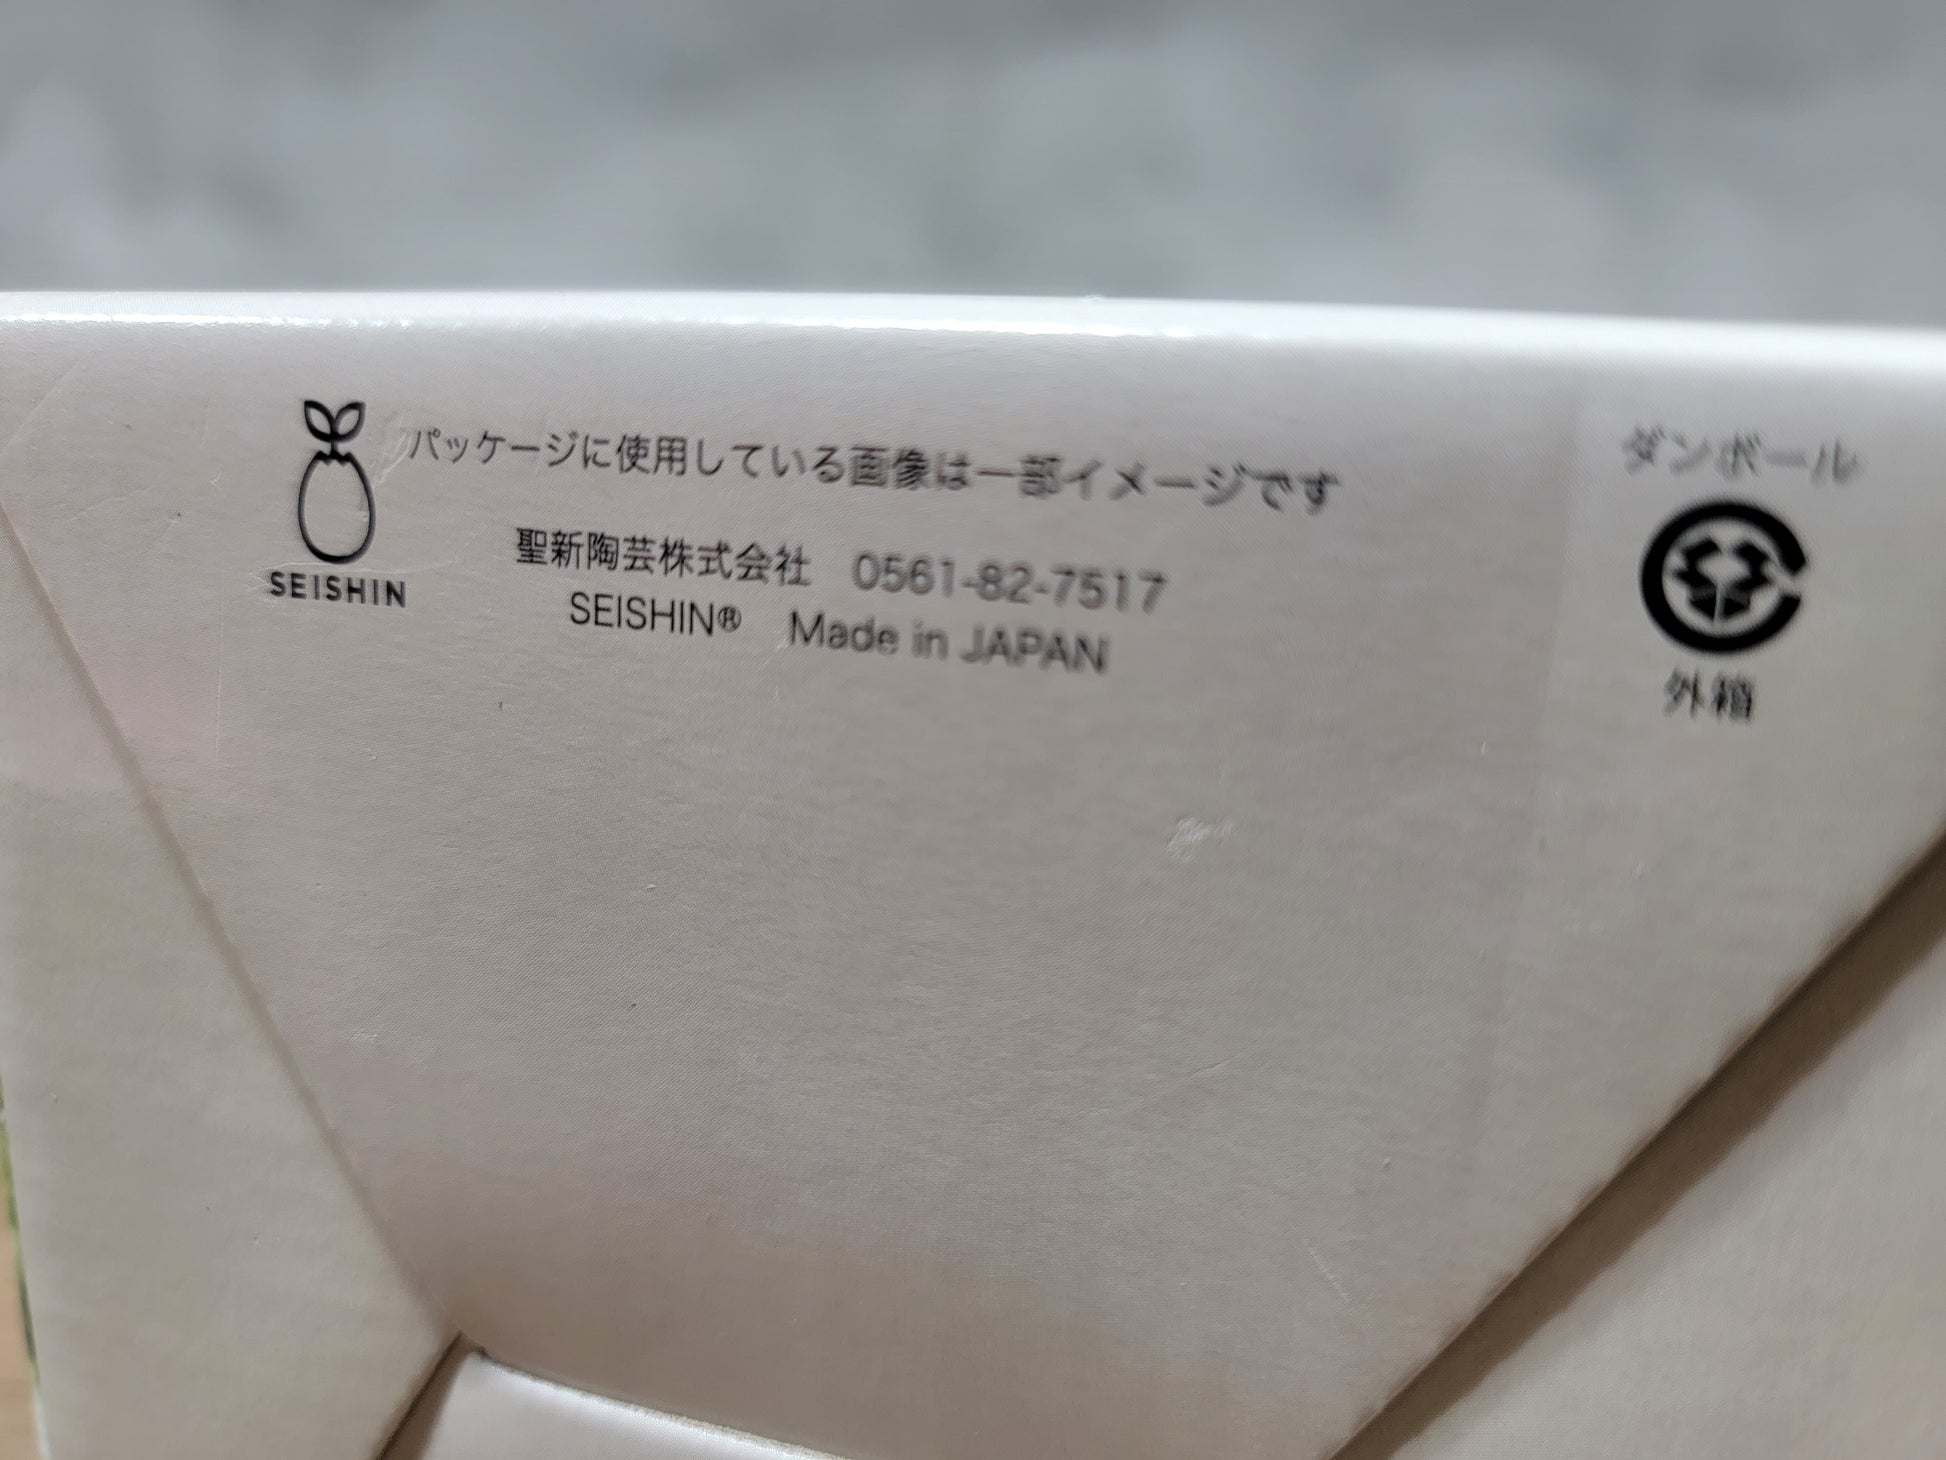 パッケージに使用している画像は一部イメージです
聖新陶芸株式会社 0561-82-7517
SEISHIN® Made in JAPAN
SEISHIN
ダンボール
外箱